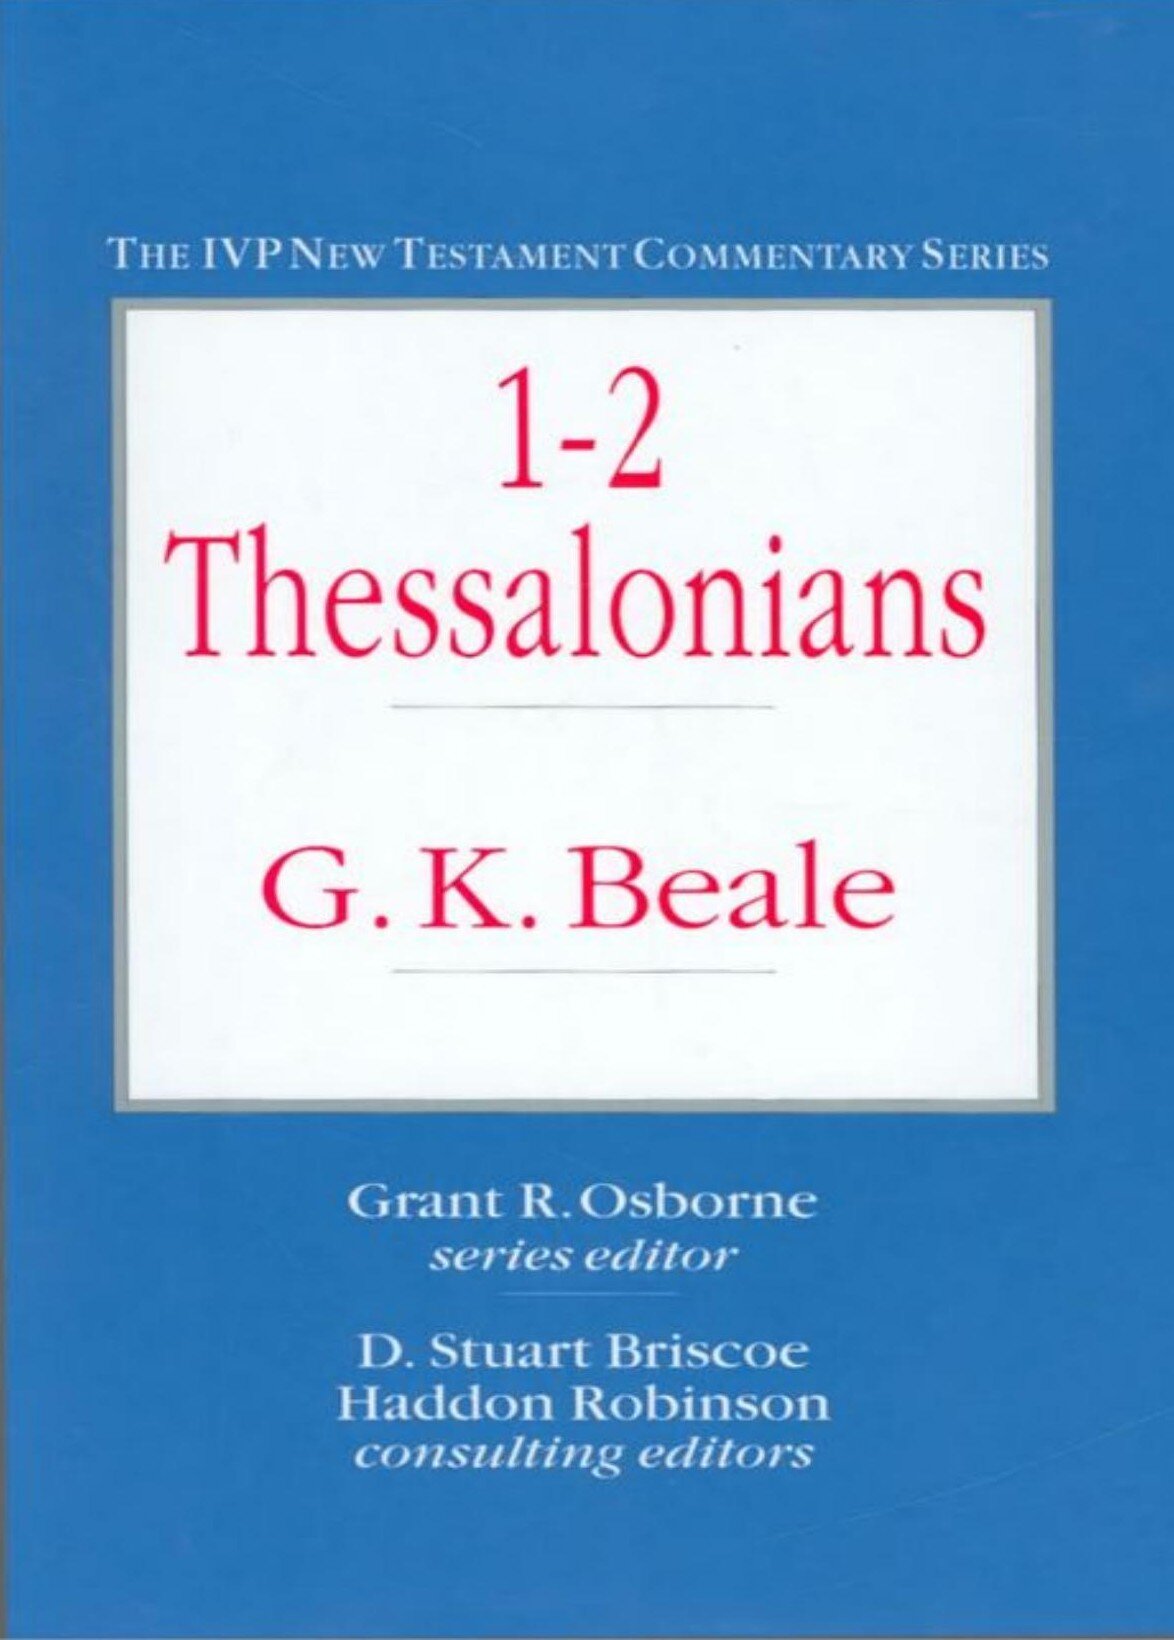 THE IVP NEW TESTAMENT COMMENTARY SERIES
1-2
Thessalonians
G. K. Beale
Grant R. Osborne
series editor
D. Stuart Briscoe
Haddon Robinson
consulting editors